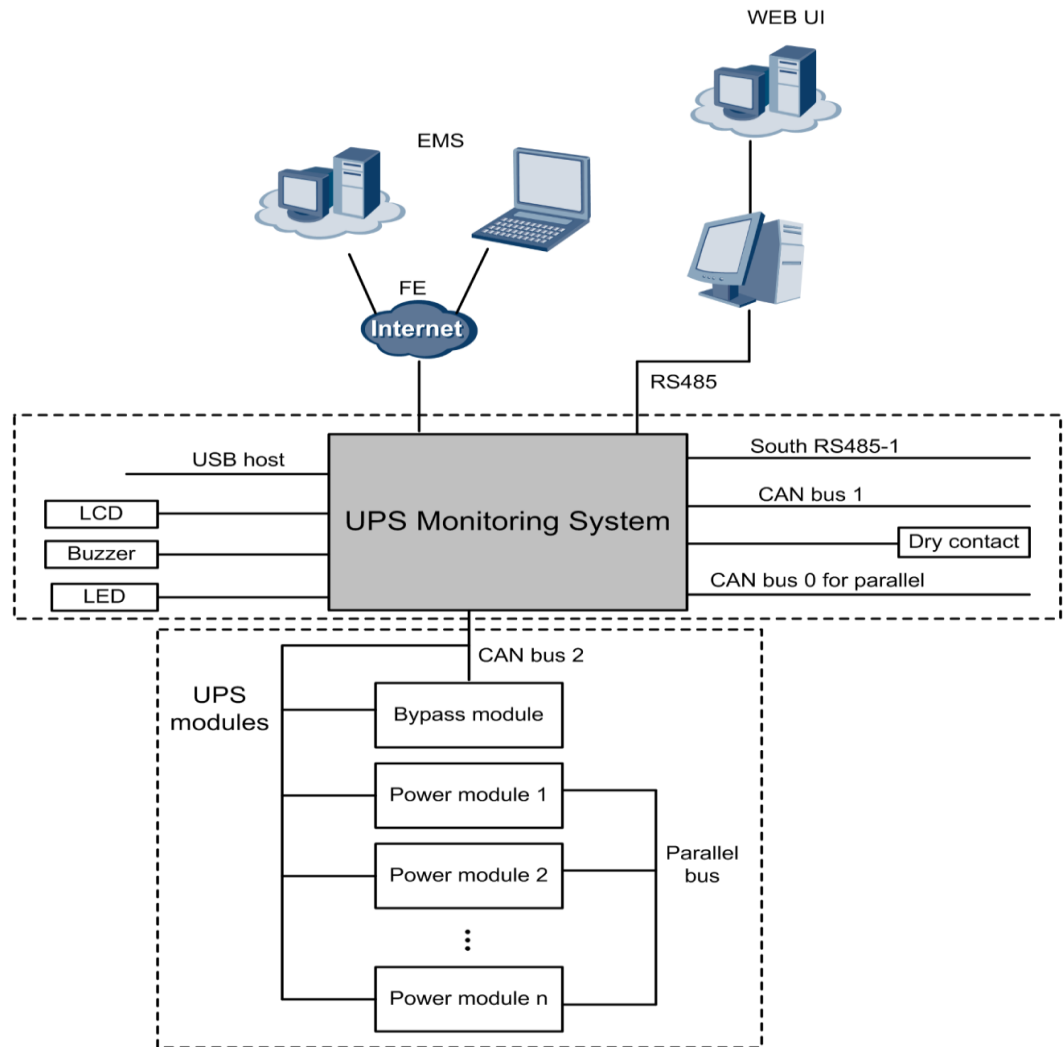 WEB UI
EMS
FE
Internet
RS485
USB host
South RS485-1
LCD
CAN bus 1
UPS Monitoring System
Buzzer
Dry contact
LED
CAN bus 0 for parallel
CAN bus 2
UPS
modules
Bypass module
Power module 1
Parallel
bus
Power module 2
...
Power module n